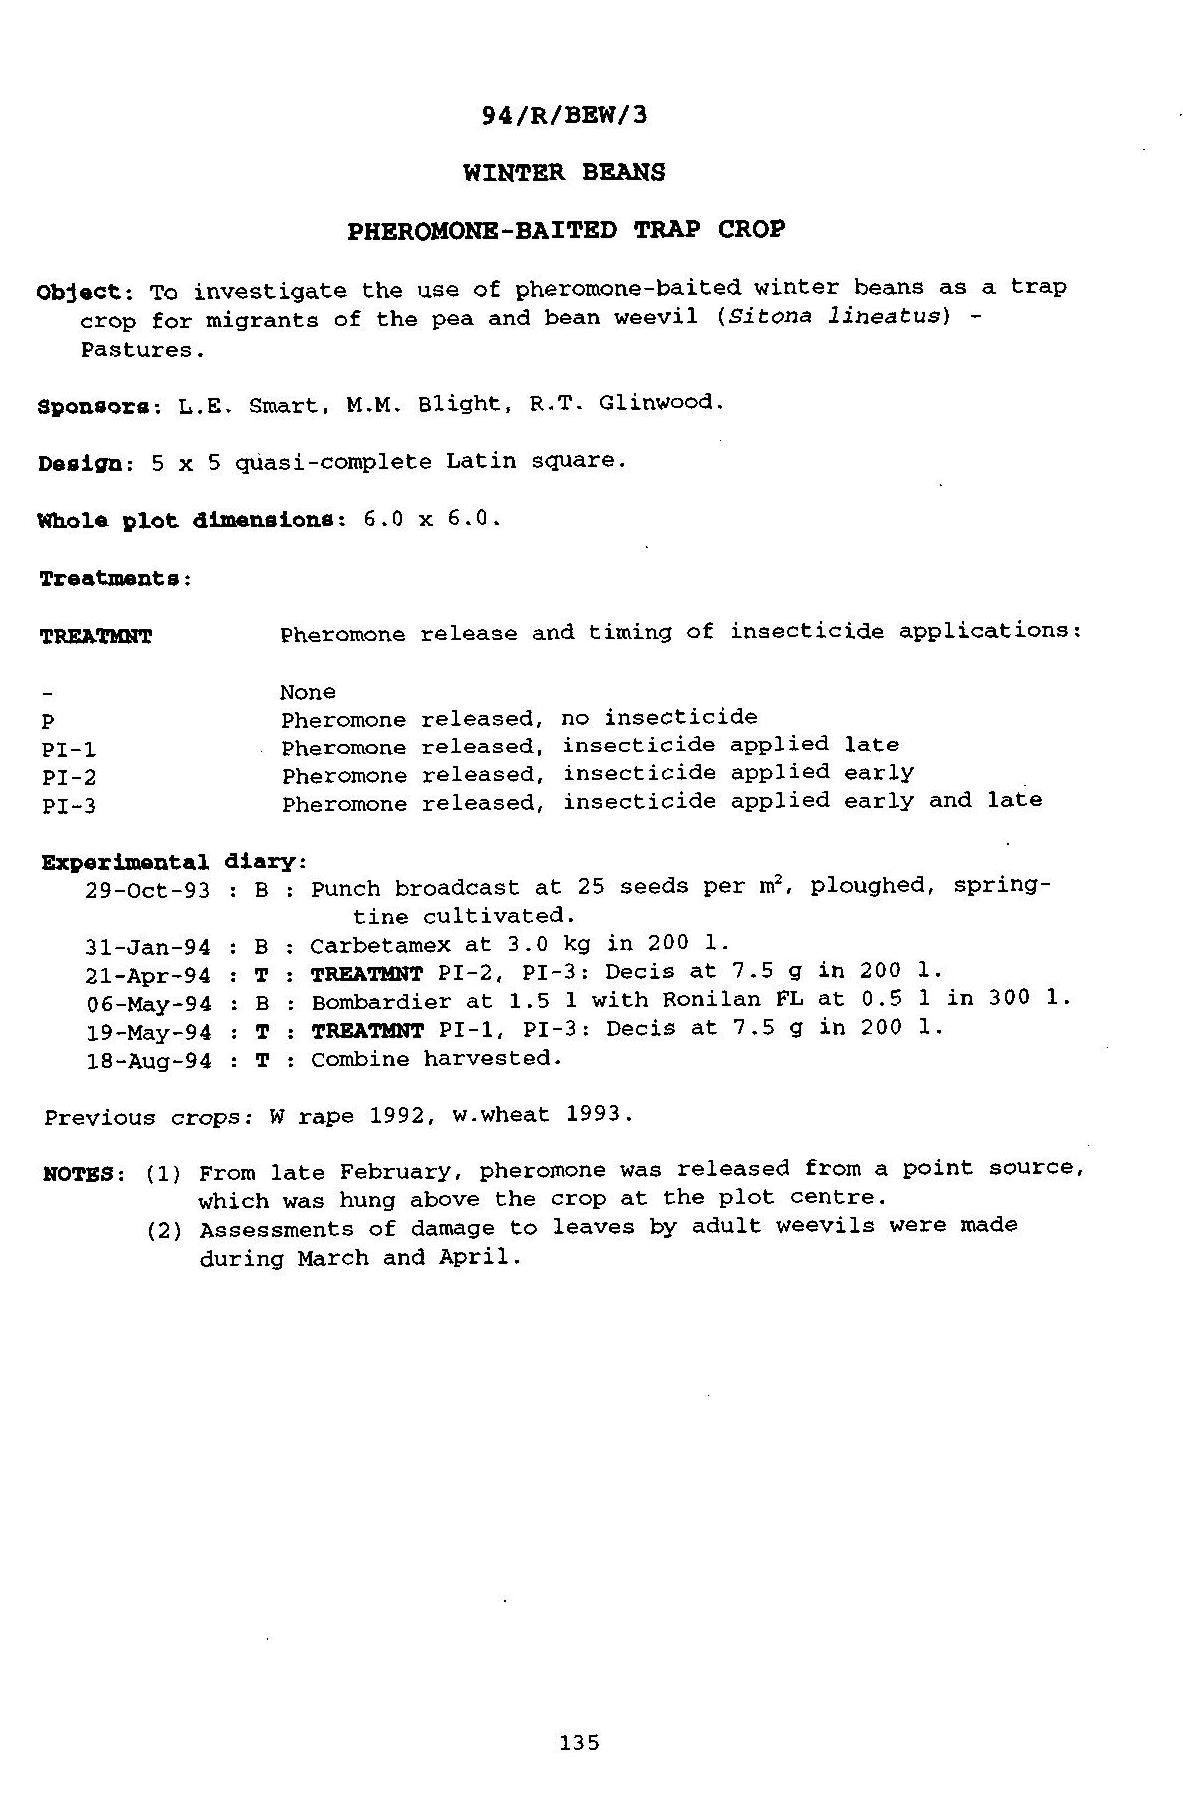 94/R/BEW/3
WINTER BEANS
PHEROMONE-BAITED TRAP CROP
Object: To investigate the use of pheromone-baited winter beans as a trap
crop for migrants of the pea and bean weevil (Sitona lineatus) -
Pastures.
Sponsors: L.E. Smart, M.M. Blight, R.T. Glinwood.
Design: 5 x 5 quasi-complete Latin square.
Whole plot dimensions: 6.0 x 6.0.
Treatments:
TREATMNT Pheromone release and timing of insecticide applications:
- None
P Pheromone released, no insecticide
PI-1 Pheromone released, insecticide applied late
PI-2 Pheromone released, insecticide applied early
PI-3 Pheromone released, insecticide applied early and late
Experimental diary:
29-Oct-93 : B : Punch broadcast at 25 seeds per m², ploughed, spring-
tine cultivated.
31-Jan-94 : B : Carbetamex at 3.0 kg in 200 l.
21-Apr-94 : T : TREATMNT PI-2, PI-3: Decis at 7.5 g in 200 l.
06-May-94 : B : Bombardier at 1.5 l with Ronilan FL at 0.5 l in 300 l.
19-May-94 : T : TREATMNT PI-1, PI-3: Decis at 7.5 g in 200 l.
18-Aug-94 : T : Combine harvested.
Previous crops: W rape 1992, w.wheat 1993.
NOTES: (1) From late February, pheromone was released from a point source,
which was hung above the crop at the plot centre.
(2) Assessments of damage to leaves by adult weevils were made
during March and April.
135